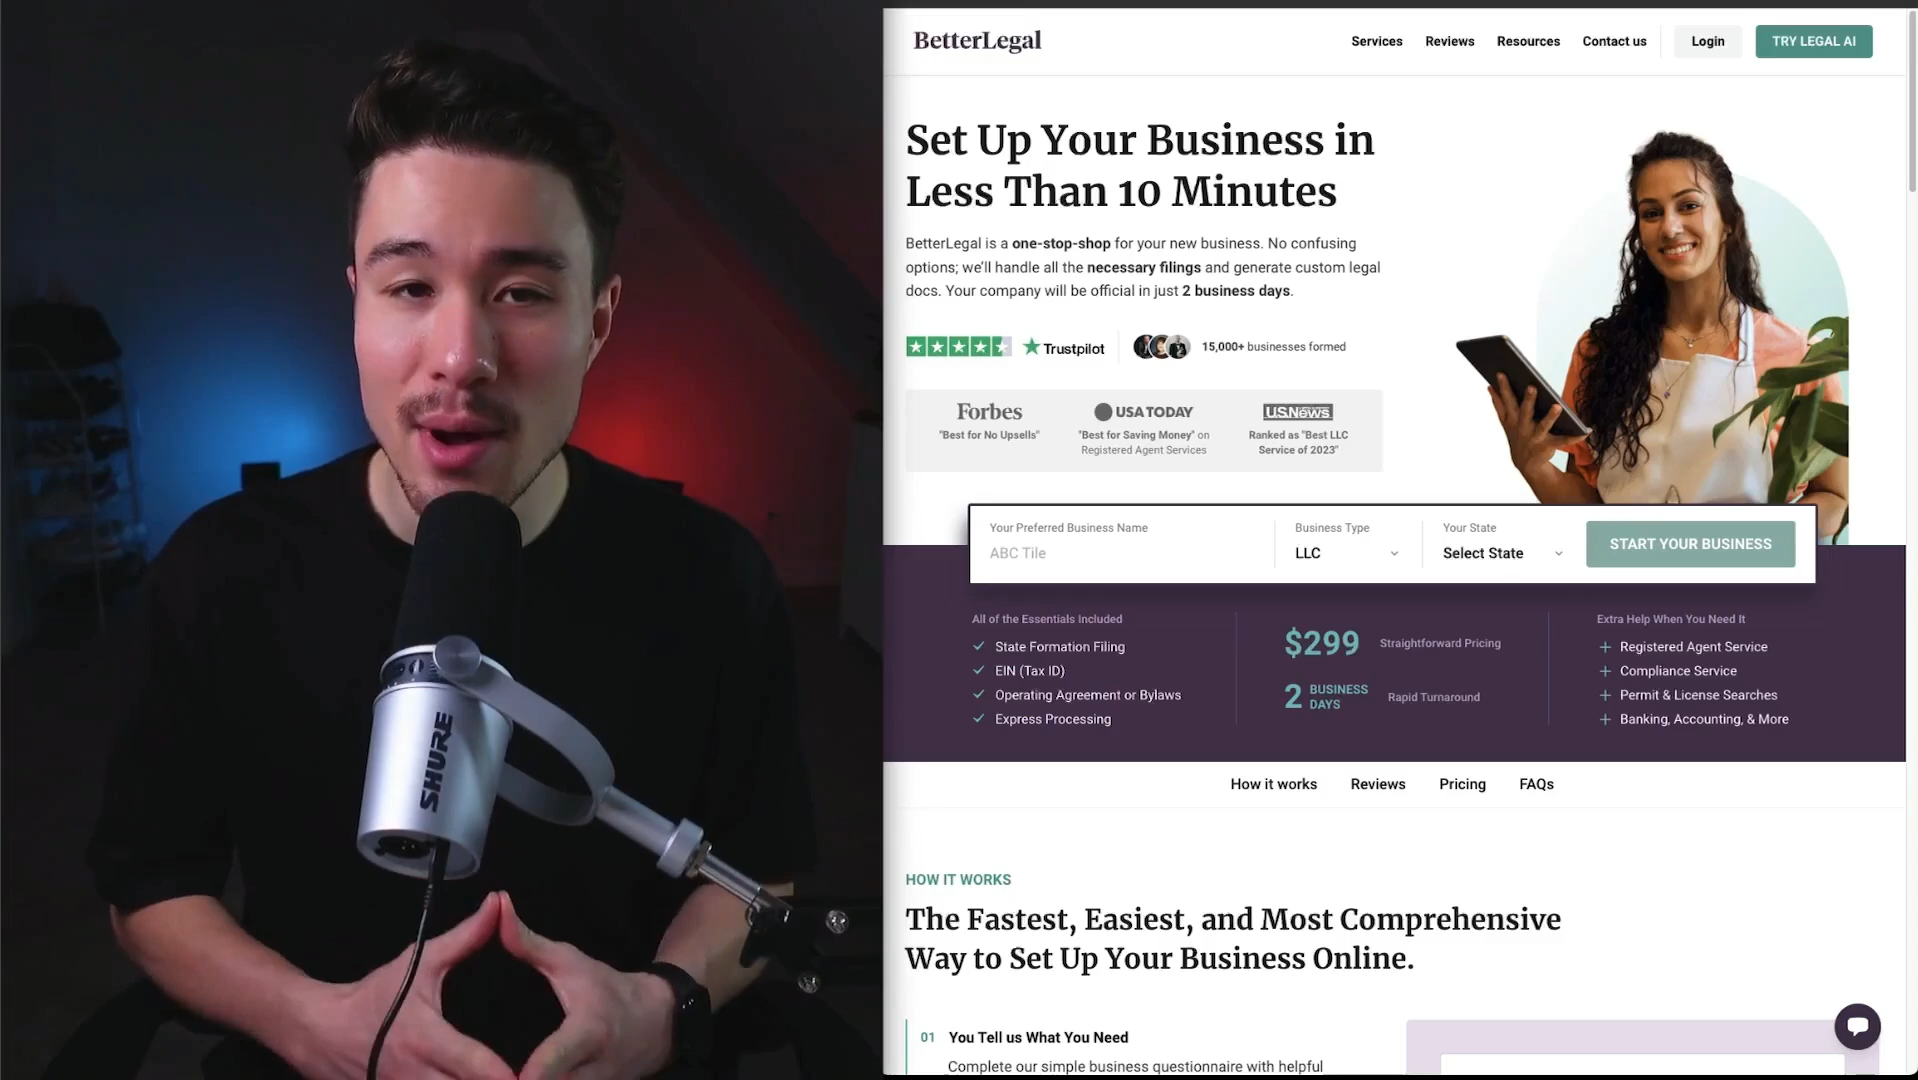 BetterLegal
Services
Reviews
Resources
Contact us
Login
TRY LEGAL AI
Set Up Your Business in
Less Than 10 Minutes
BetterLegal is a one-stop-shop for your new business. No confusing
options; we'll handle all the necessary filings and generate custom legal
docs. Your company will be official in just 2 business days.
Trustpilot
15,000+ businesses formed
Forbes
"Best for No Upsells"
USA TODAY
"Best for Saving Money" on
Registered Agent Services
U.S.News
Ranked as "Best LLC
Service of 2023"
Your Preferred Business Name
ABC Tile
Business Type
LLC
Your State
Select State
START YOUR BUSINESS
All of the Essentials Included
State Formation Filing
EIN (Tax ID)
Operating Agreement or Bylaws
Express Processing
$299 Straightforward Pricing
2 BUSINESS
DAYS
Rapid Turnaround
Extra Help When You Need It
Registered Agent Service
Compliance Service
Permit & License Searches
Banking, Accounting, & More
How it works
Reviews
Pricing
FAQs
HOW IT WORKS
The Fastest, Easiest, and Most Comprehensive
Way to Set Up Your Business Online.
01 You Tell us What You Need
Complete our simple business questionnaire with helpful
SHURE